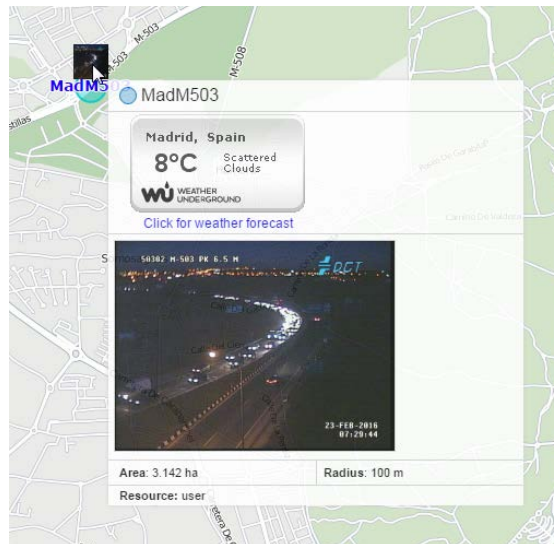 M-503
M-503
M-508
MadM503
MadM503
Madrid, Spain
8°C
Scattered
Clouds
WEATHER
UNDERGROUND
Click for weather forecast
50302 M-503 PK 6.5 M
DGT
23-FEB-2016
07:29:44
Area: 3.142 ha
Radius: 100 m
Resource: user